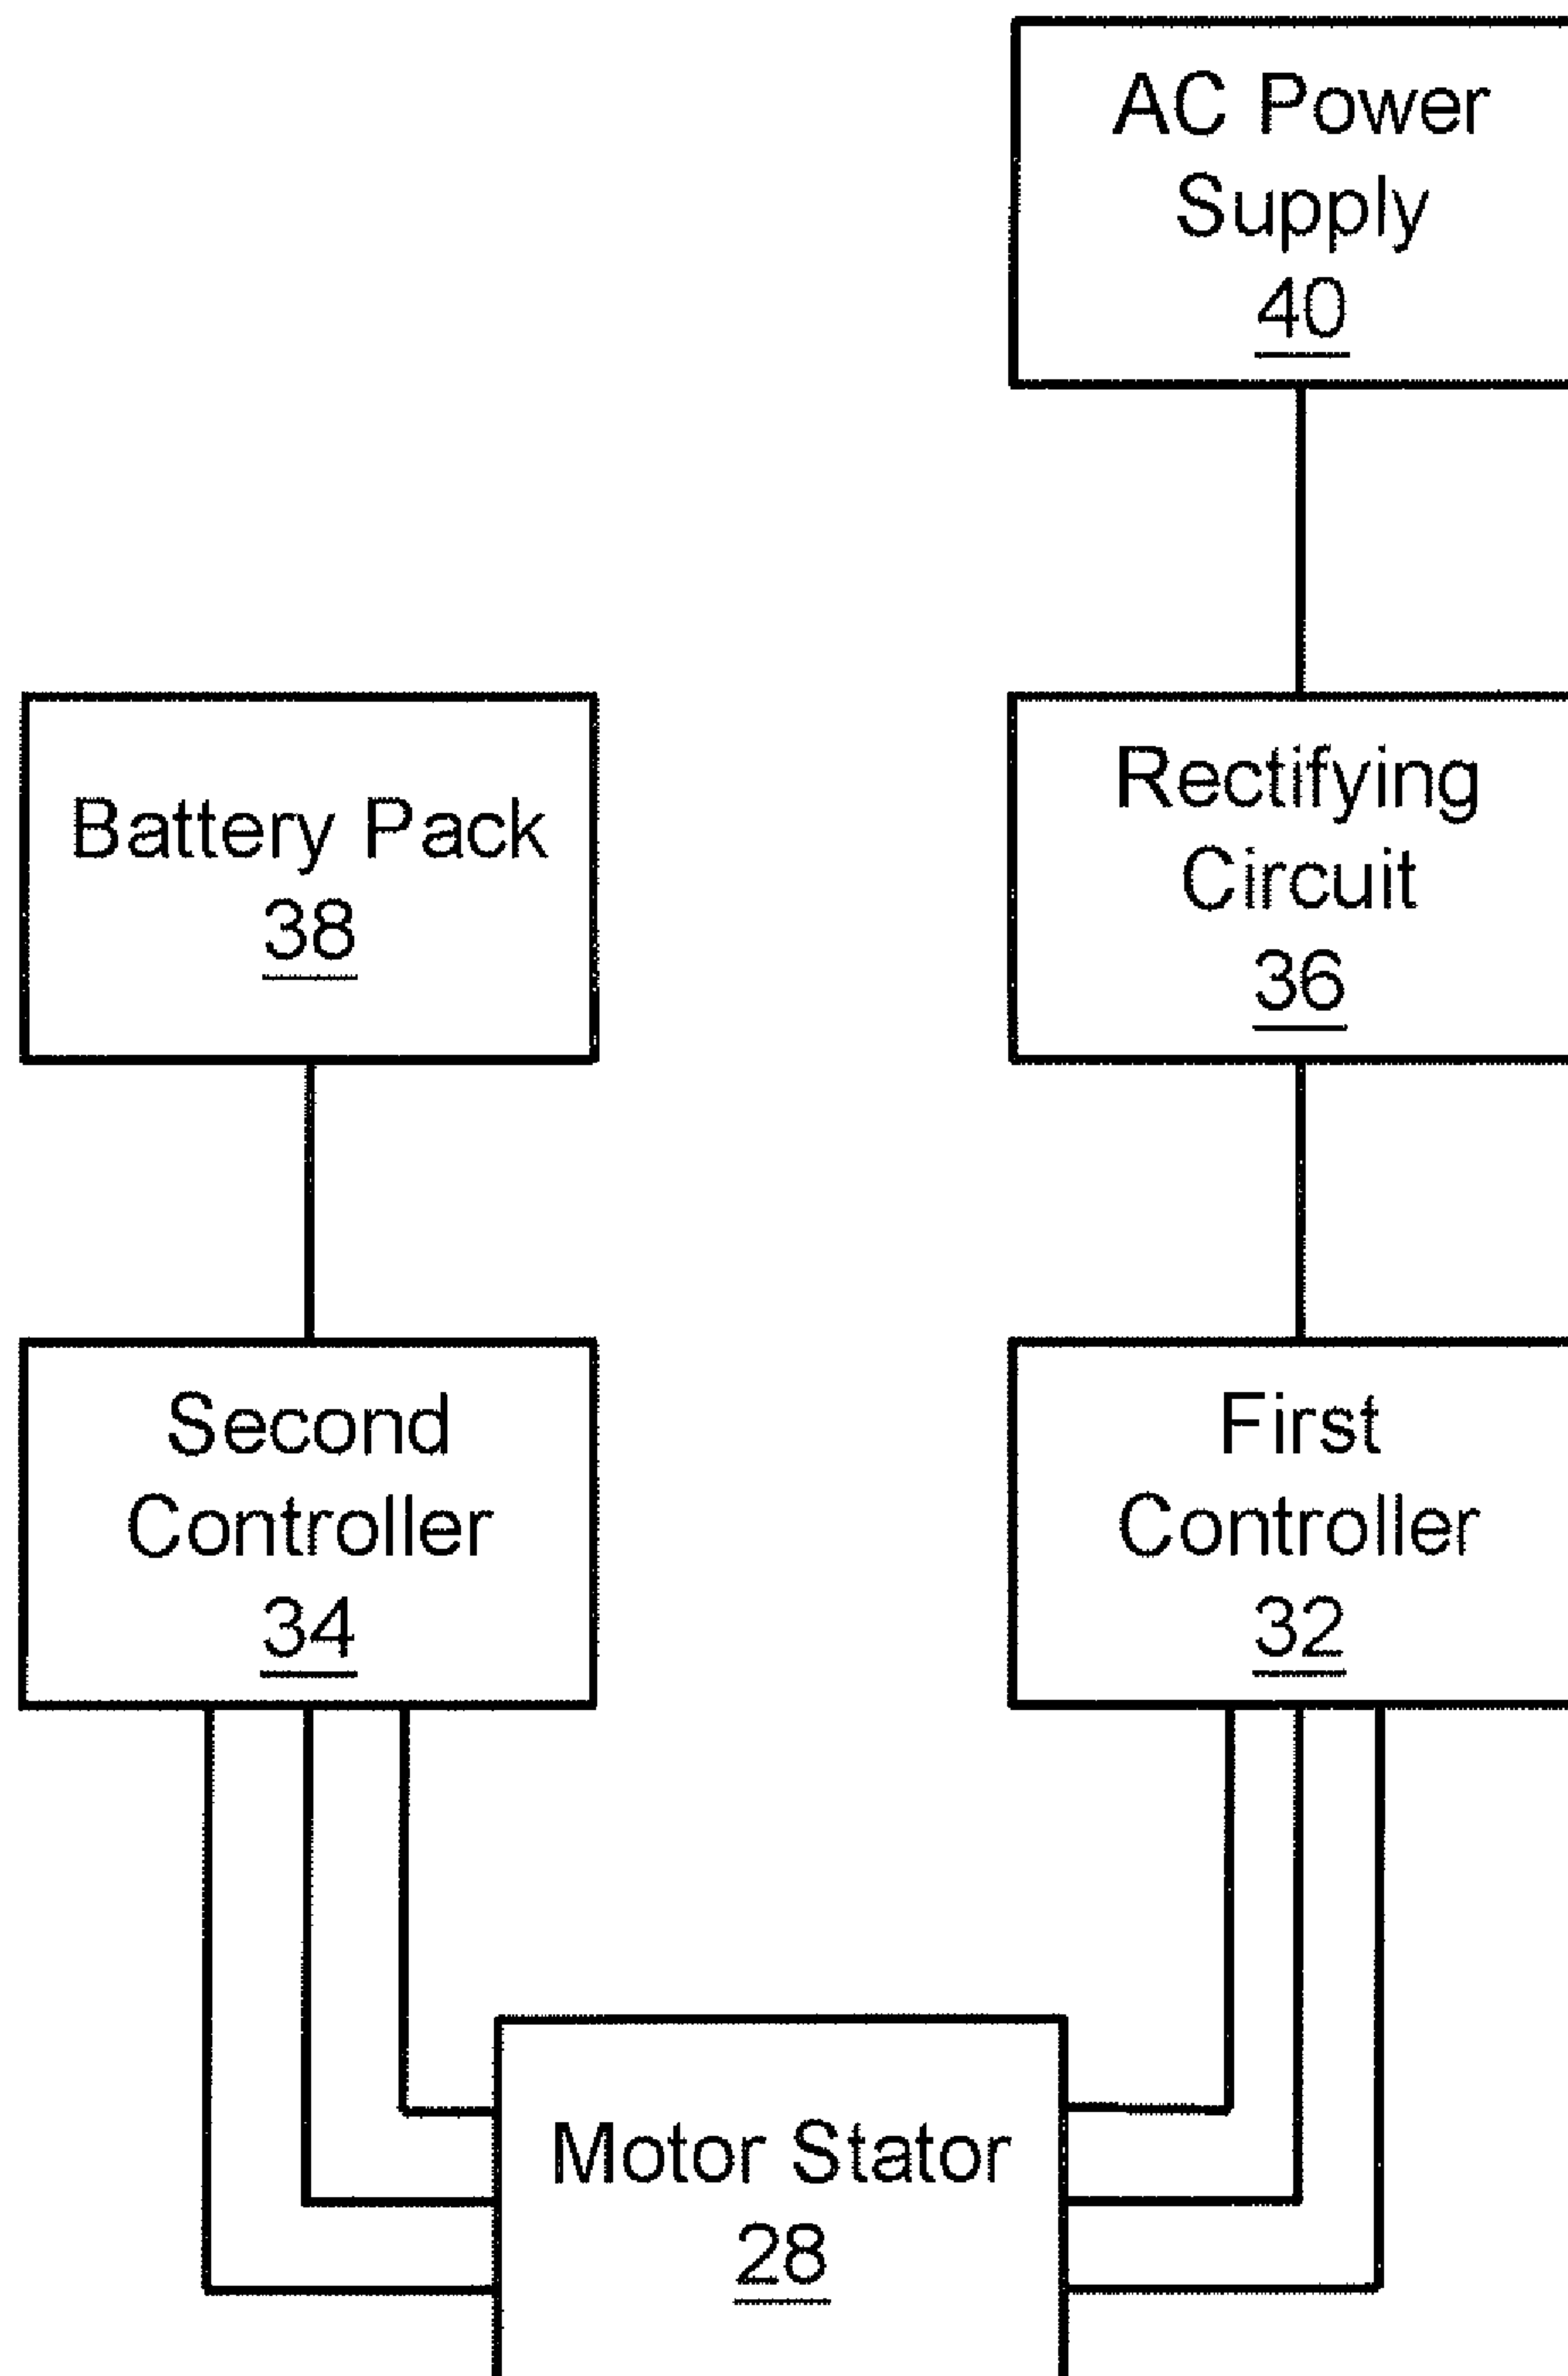 AC Power
Supply
40
Battery Pack
38
Rectifying
Circuit
36
Second
Controller
34
First
Controller
32
Motor Stator
28